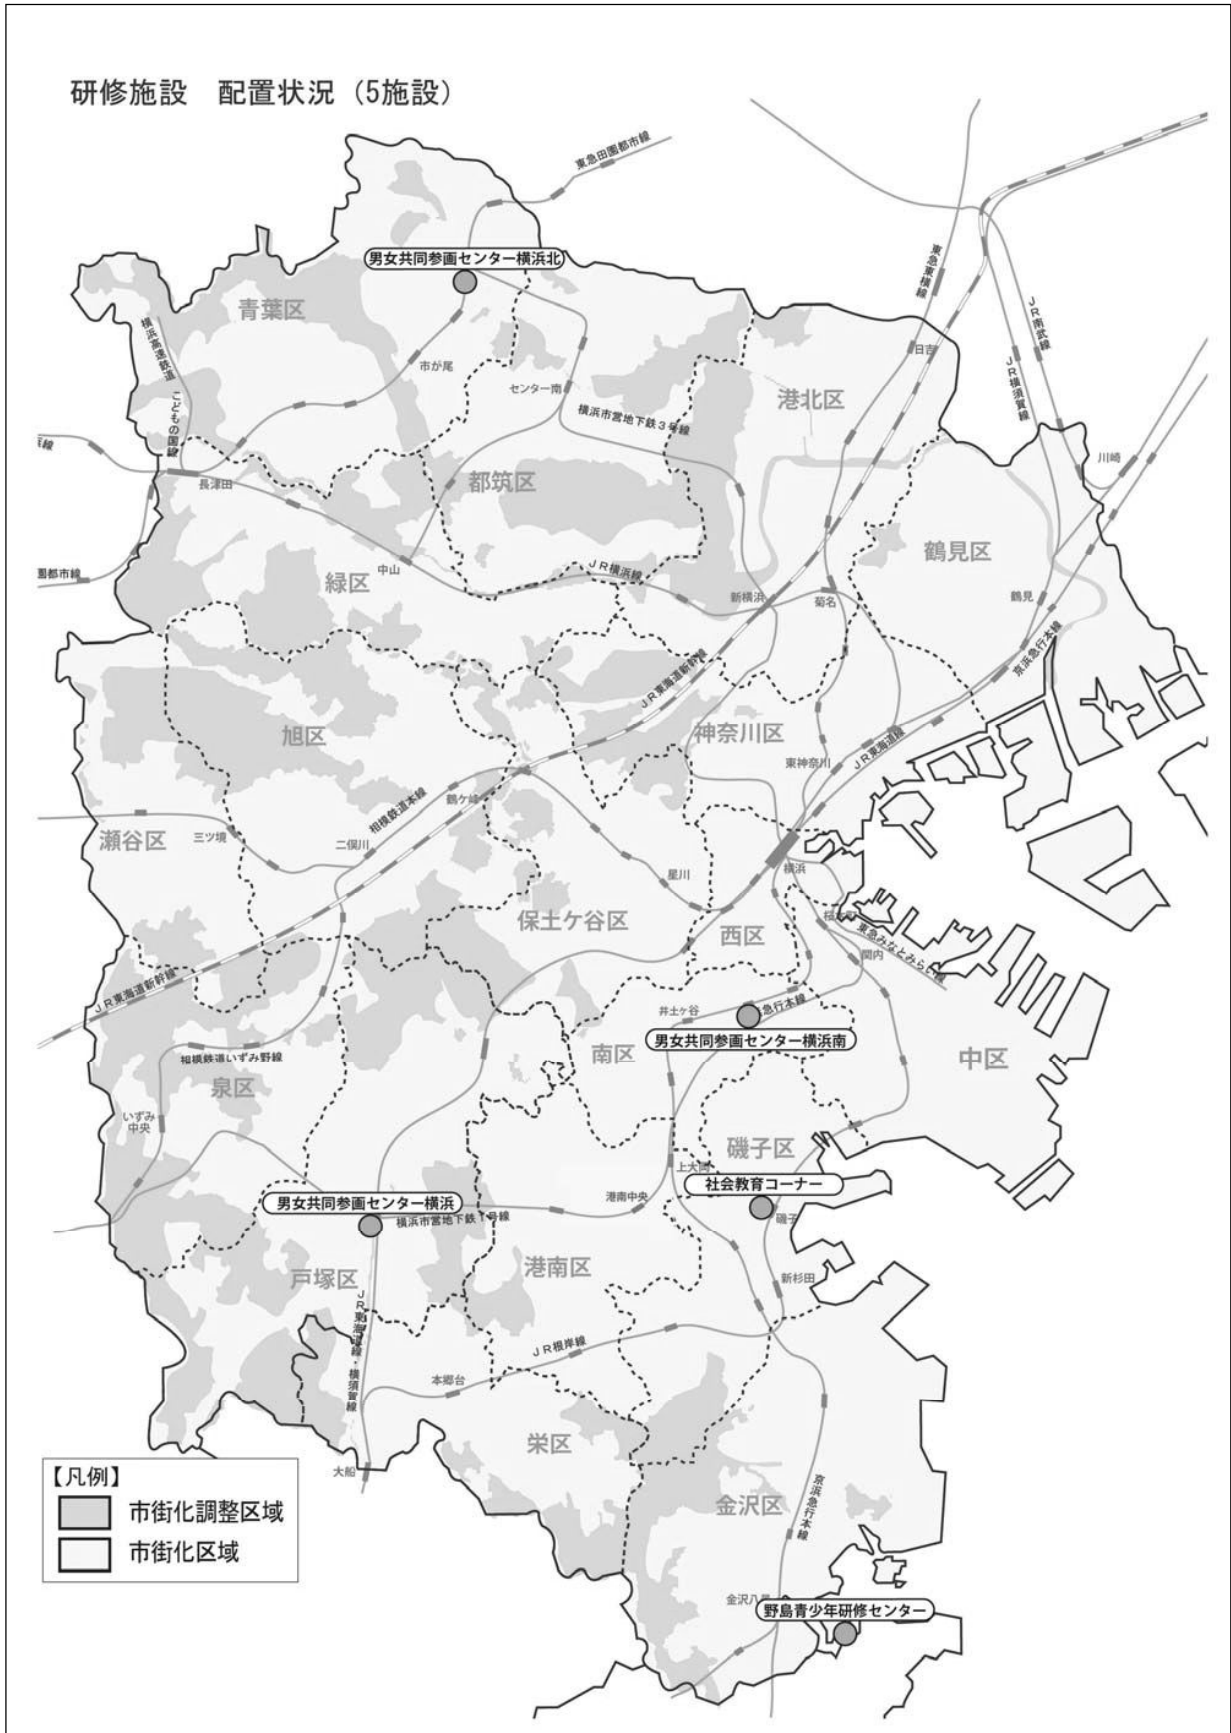 研修施設　配置状況（5施設）
東急田園都市線
男女共同参画センター横浜北
青葉区
横浜高速鉄道
こどもの国線
東急東横線
JR南武線
JR横須賀線
日吉
市が尾
センター南
港北区
横浜市営地下鉄3号線
川崎
長津田
都筑区
鶴見区
園都市線
中山
緑区
JR横浜線
新横浜
菊名
鶴見
京浜急行本線
JR東海道新幹線
旭区
神奈川区
東神奈川
JR東海道線
鶴ケ峰
相模鉄道本線
瀬谷区
三ツ境
二俣川
横浜
星川
保土ケ谷区
西区
東急みなとみらい線
関内
JR東海道新幹線
井土ケ谷
急行本線
男女共同参画センター横浜南
南区
中区
相模鉄道いずみ野線
泉区
いずみ
中央
磯子区
上大岡
社会教育コーナー
男女共同参画センター横浜
港南中央
横浜市営地下鉄1号線
磯子
港南区
戸塚区
新杉田
JR東海道線・横須賀線
JR根岸線
本郷台
栄区
大船
金沢区
京浜急行本線
【凡例】
市街化調整区域
市街化区域
金沢八景
野島青少年研修センター